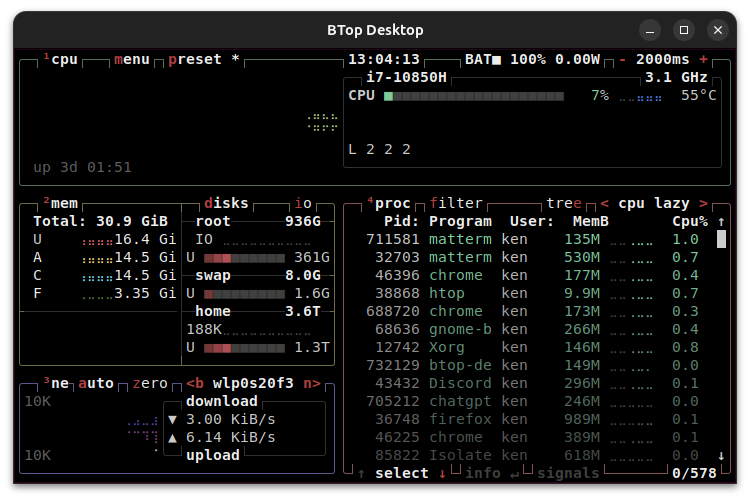 BTop Desktop
¹cpu menu preset * 13:04:13 BAT■ 100% 0.00W - 2000ms +
i7-10850H 3.1 GHz
CPU 7% 55°C
L 2 2 2
up 3d 01:51
²mem disks io
Total: 30.9 GiB
U 16.4 Gi
A 14.5 Gi
C 14.5 Gi
F 3.35 Gi
root 936G
IO
U 361G
swap 8.0G
U 1.6G
home 3.6T
188K
U 1.3T
³ne auto zero <b wlp0s20f3 n>
10K
10K
download
▼ 3.00 KiB/s
▲ 6.14 KiB/s
upload
⁴proc filter tree < cpu lazy >
Pid: Program User: MemB Cpu% ↑
711581 matterm ken 135M 1.0
32703 matterm ken 530M 0.7
46396 chrome ken 177M 0.4
38868 htop ken 9.9M 0.7
688720 chrome ken 173M 0.3
68636 gnome-b ken 266M 0.4
12742 Xorg ken 146M 0.8
732129 btop-de ken 149M 0.0
43432 Discord ken 296M 0.1
705212 chatgpt ken 246M 0.0
36748 firefox ken 989M 0.1
46225 chrome ken 389M 0.1
85822 Isolate ken 618M 0.0 ↓
↑ select ↓ info ↵ signals 0/578